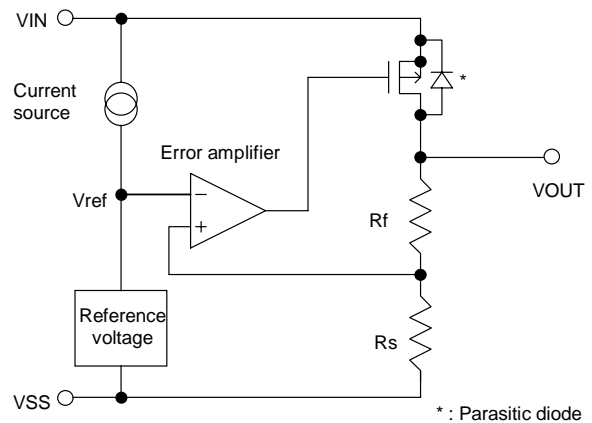 VIN
*
Current
source
Error amplifier
Vref
−
+
VOUT
Rf
Reference
voltage
Rs
VSS
* : Parasitic diode